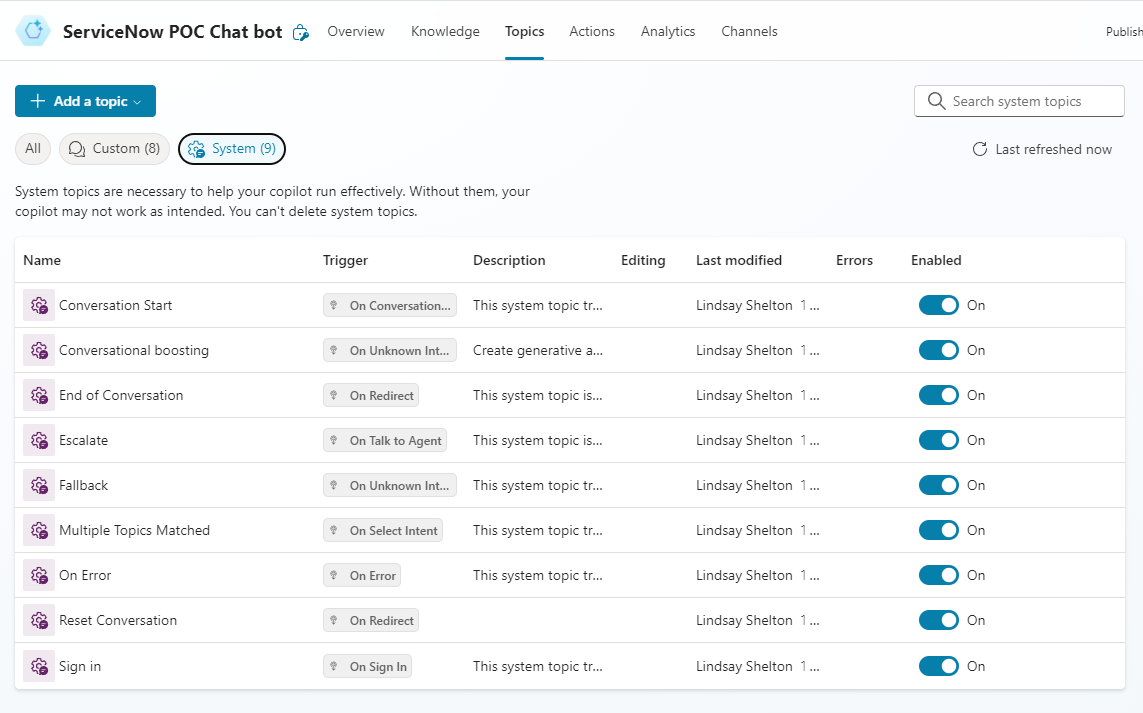 ServiceNow POC Chat bot Overview Knowledge Topics Actions Analytics Channels Publish
Add a topic Search system topics
All Custom (8) System (9) Last refreshed now
System topics are necessary to help your copilot run effectively. Without them, your
copilot may not work as intended. You can't delete system topics.
Name Trigger Description Editing Last modified Errors Enabled
Conversation Start On Conversation... This system topic tr... Lindsay Shelton 1 ... On
Conversational boosting On Unknown Int... Create generative a... Lindsay Shelton 1 ... On
End of Conversation On Redirect This system topic is... Lindsay Shelton 1 ... On
Escalate On Talk to Agent This system topic is... Lindsay Shelton 1 ... On
Fallback On Unknown Int... This system topic tr... Lindsay Shelton 1 ... On
Multiple Topics Matched On Select Intent This system topic tr... Lindsay Shelton 1 ... On
On Error On Error This system topic tr... Lindsay Shelton 1 ... On
Reset Conversation On Redirect Lindsay Shelton 1 ... On
Sign in On Sign In This system topic tr... Lindsay Shelton 1 ... On